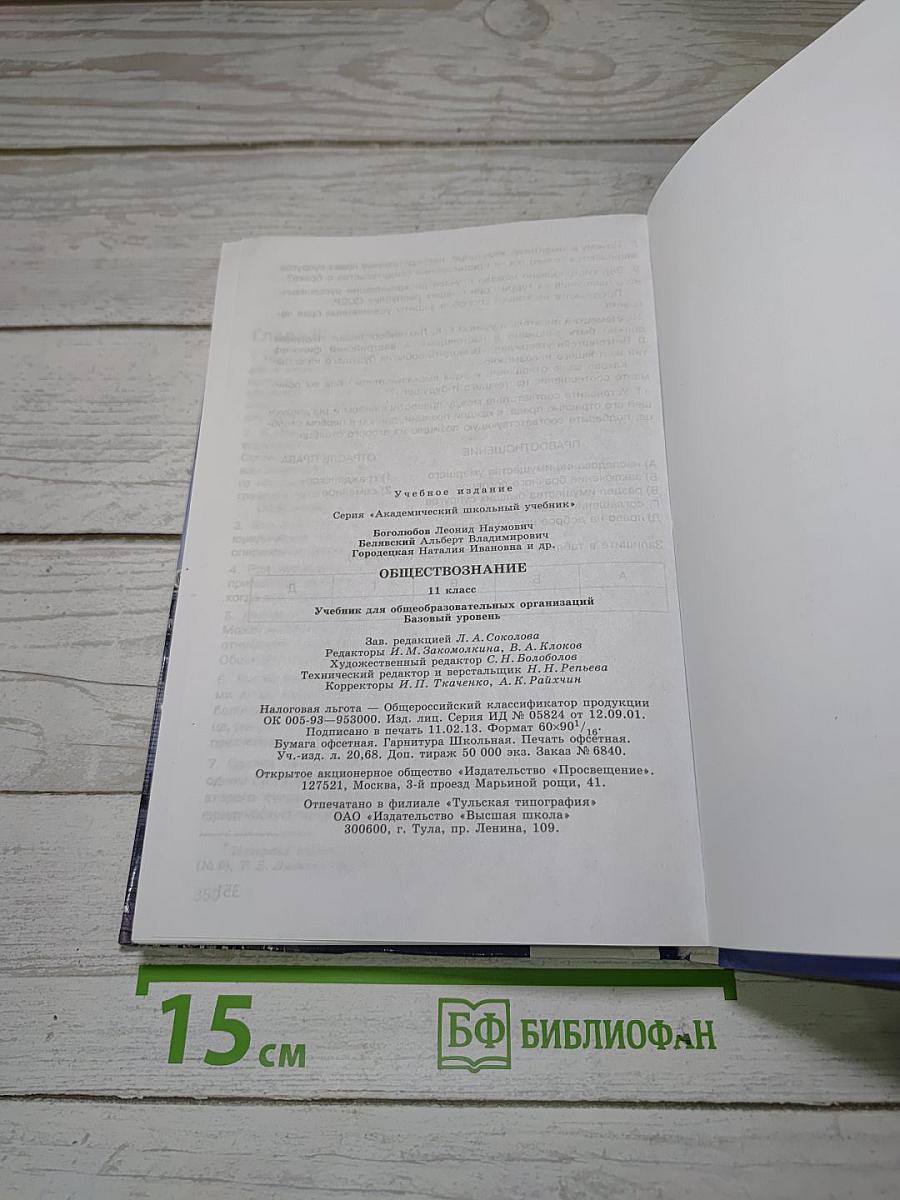 Учебное издание
Серия «Академический школьный учебник»
Боголюбов Леонид Наумович
Белявский Альберт Владимирович
Городецкая Наталия Ивановна и др.
ОБЩЕСТВОЗНАНИЕ
11 класс
Учебник для общеобразовательных организаций
Базовый уровень
Зав. редакцией Л. А. Соколова
Редакторы И. М. Закомолкина, В. А. Клоков
Художественный редактор С. Н. Болоболов
Технический редактор и верстальщик Н. Н. Репьева
Корректоры И. П. Ткаченко, А. К. Райхчин
Налоговая льгота — Общероссийский классификатор продукции
ОК 005-93—953000. Изд. лиц. Серия ИД № 05824 от 12.09.01.
Подписано в печать 11.02.13. Формат 60×90 1/16.
Бумага офсетная. Гарнитура Школьная. Печать офсетная.
Уч.-изд. л. 20,68. Доп. тираж 50 000 экз. Заказ № 6840.
Открытое акционерное общество «Издательство «Просвещение».
127521, Москва, 3-й проезд Марьиной рощи, 41.
Отпечатано в филиале «Тульская типография»
ОАО «Издательство «Высшая школа»
300600, г. Тула, пр. Ленина, 109.
15 см
БФ БИБЛИОФАН